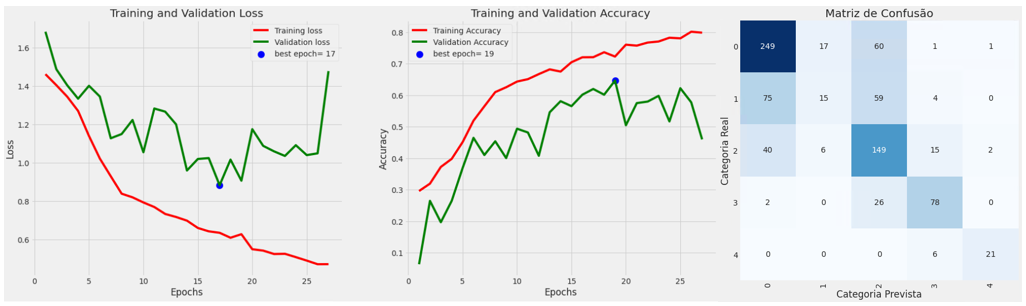 Training and Validation Loss
Training loss
Validation loss
best epoch= 17
1.6
1.4
1.2
1.0
0.8
0.6
Loss
0 5 10 15 20 25
Epochs
Training and Validation Accuracy
Training Accuracy
Validation Accuracy
best epoch= 19
0.8
0.7
0.6
0.5
0.4
0.3
0.2
0.1
Accuracy
0 5 10 15 20 25
Epochs
Matriz de Confusão
Categoria Real
0 249 17 60 1 1
1 75 15 59 4 0
2 40 6 149 15 2
3 2 0 26 78 0
4 0 0 0 6 21
0 1 2 3 4
Categoria Prevista